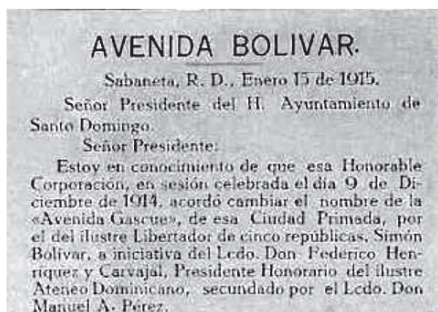 AVENIDA BOLIVAR.
Sabaneta, R. D., Enero 15 de 1915.
Señor Presidente del H. Ayuntamiento de
Santo Domingo.
Señor Presidente:
Estoy en conocimiento de que esa Honorable
Corporación, en sesión celebrada el día 9 de Di-
ciembre de 1914, acordó cambiar el nombre de la
«Avenida Gascue», de esa Ciudad Primada, por
el del ilustre Libertador de cinco repúblicas, Simón
Bolívar, a iniciativa del Lcdo. Don Federico Hen-
ríquez y Carvajal, Presidente Honorario del ilustre
Ateneo Dominicano, secundado por el Lcdo. Don
Manuel A. Pérez.